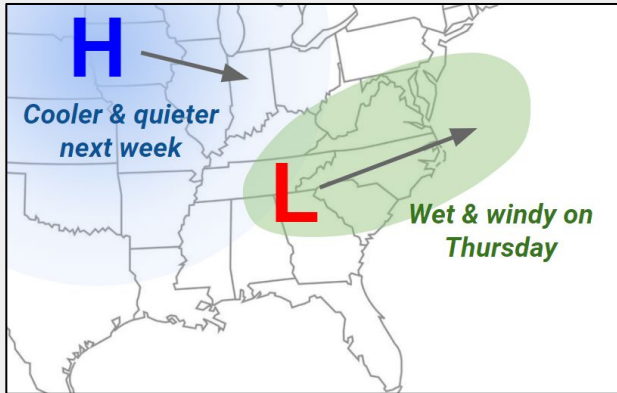 H
Cooler & quieter
next week
L
Wet & windy on
Thursday